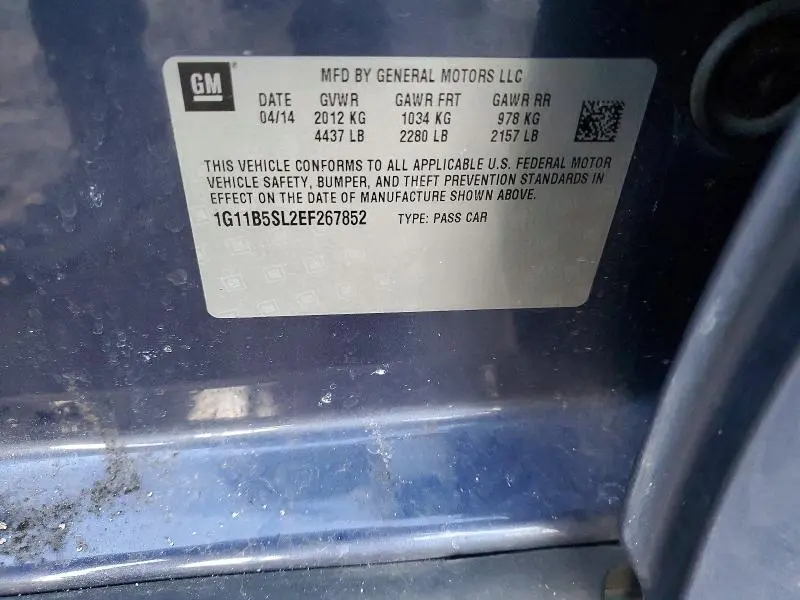 GM
MFD BY GENERAL MOTORS LLC
DATE GVWR GAWR FRT GAWR RR
04/14 2012 KG 1034 KG 978 KG
4437 LB 2280 LB 2157 LB
THIS VEHICLE CONFORMS TO ALL APPLICABLE U.S. FEDERAL MOTOR
VEHICLE SAFETY, BUMPER, AND THEFT PREVENTION STANDARDS IN
EFFECT ON THE DATE OF MANUFACTURE SHOWN ABOVE.
1G11B5SL2EF267852 TYPE: PASS CAR